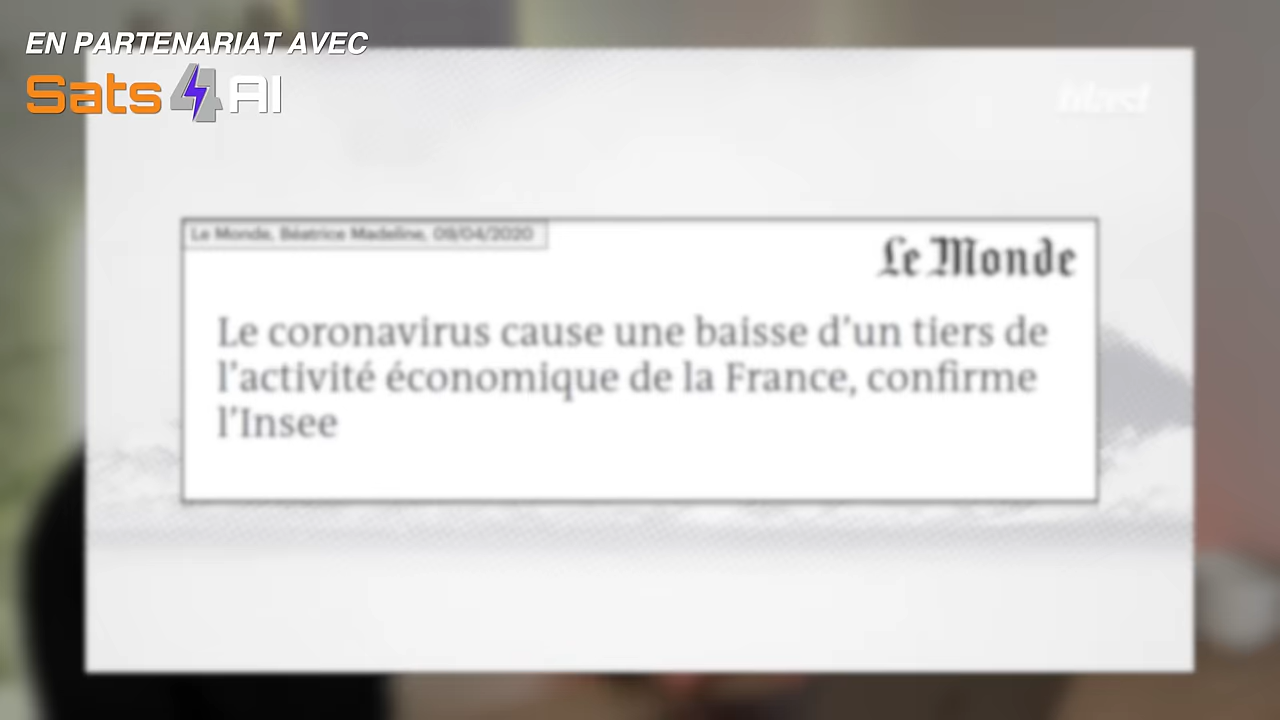 EN PARTENARIAT AVEC
Sats4AI
Le Monde, Béatrice Madeline, 09/04/2020
Le Monde
Le coronavirus cause une baisse d'un tiers de
l'activité économique de la France, confirme
l'Insee